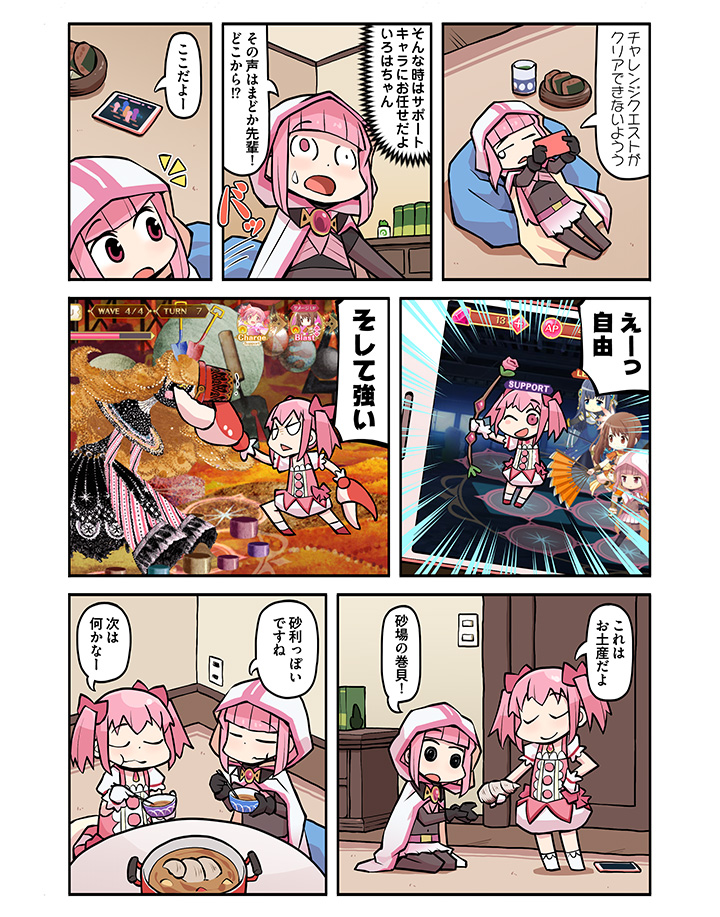 チャレンジクエストが
クリアできないようっ
そんな時はサポート
キャラにお任せだよ
いろはちゃん
その声はまどか先輩!
どこから!?
ドッ
ここだよー
えーっ
自由
13
AP
SUPPORT
そして強い
WAVE 4/4
TURN 7
Charge
Blast
これは
お土産だよ
砂場の巻貝!
砂利っぽい
ですね
次は
何かなー